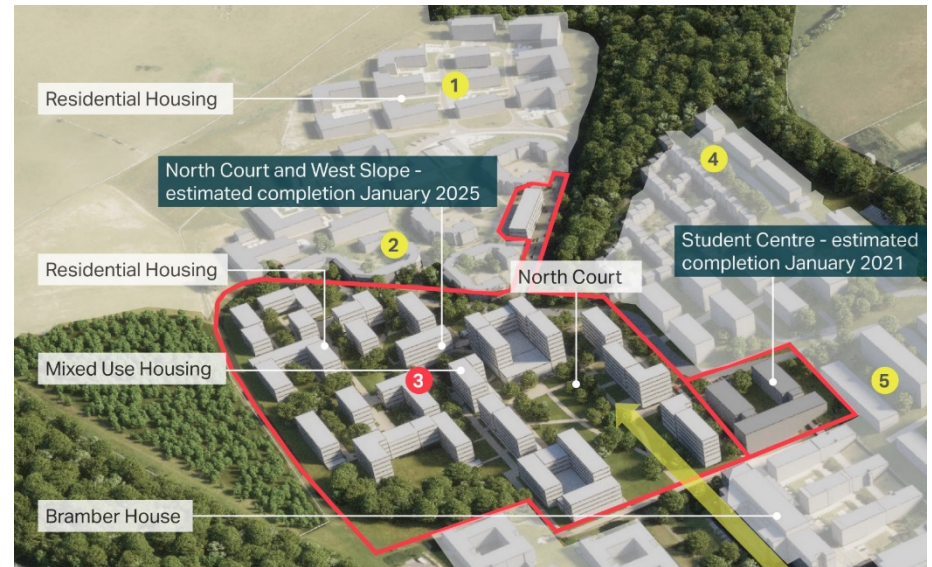 1
Residential Housing
4
North Court and West Slope -
estimated completion January 2025
Student Centre - estimated
completion January 2021
2
Residential Housing
North Court
Mixed Use Housing
3
5
Bramber House